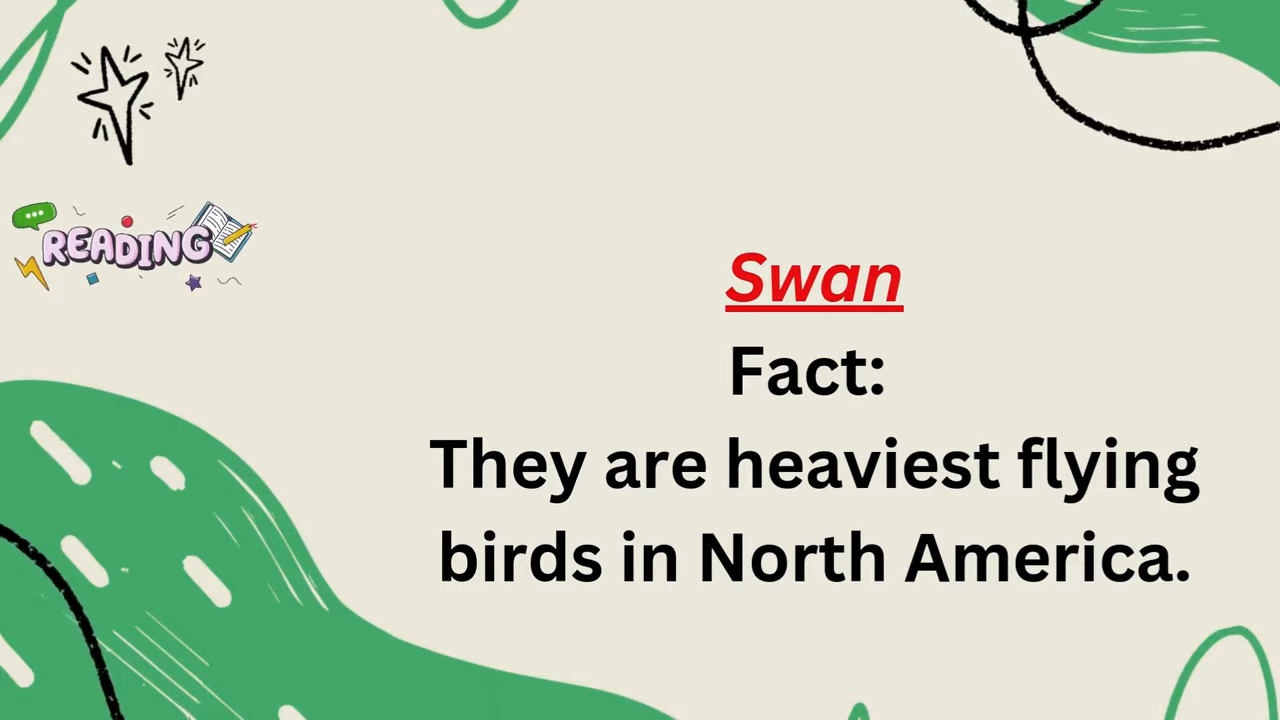 READING
Swan
Fact:
They are heaviest flying
birds in North America.